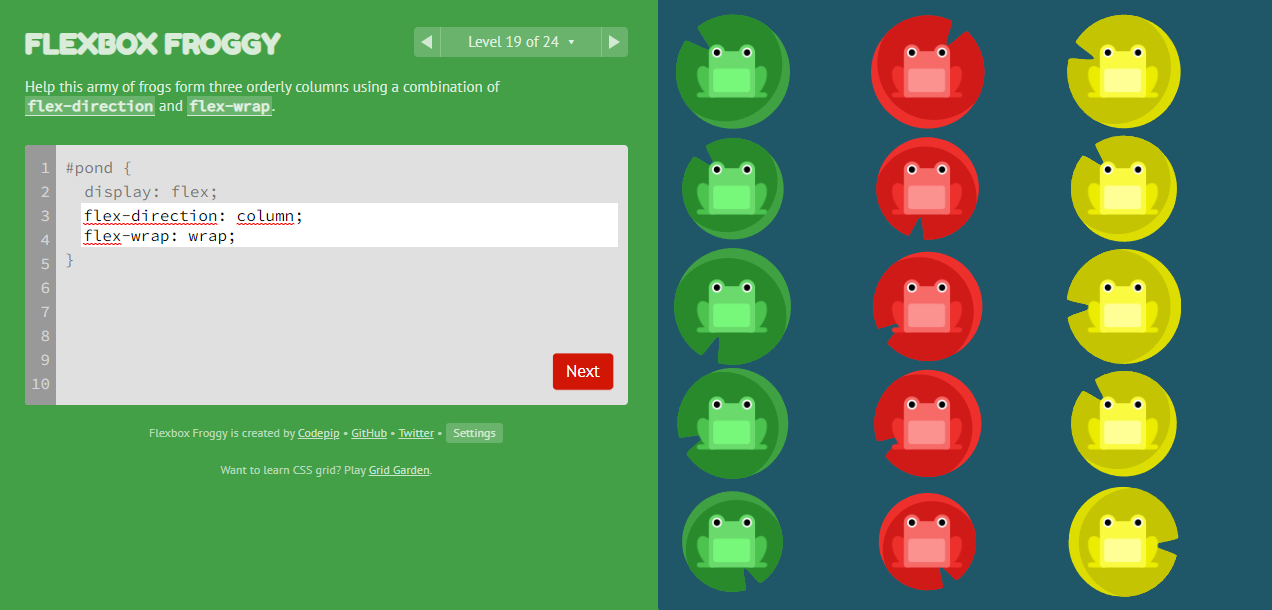 FLEXBOX FROGGY
Level 19 of 24
Help this army of frogs form three orderly columns using a combination of
flex-direction and flex-wrap.
1 #pond {
2 display: flex;
3 flex-direction: column;
4 flex-wrap: wrap;
5 }
6
7
8
9
10
Next
Flexbox Froggy is created by Codepip • GitHub • Twitter • Settings
Want to learn CSS grid? Play Grid Garden.